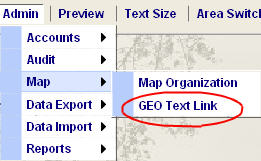 Admin Preview Text Size Area Switch
Accounts
Audit
Map
Map Organization
GEO Text Link
Data Export
Data Import
Reports